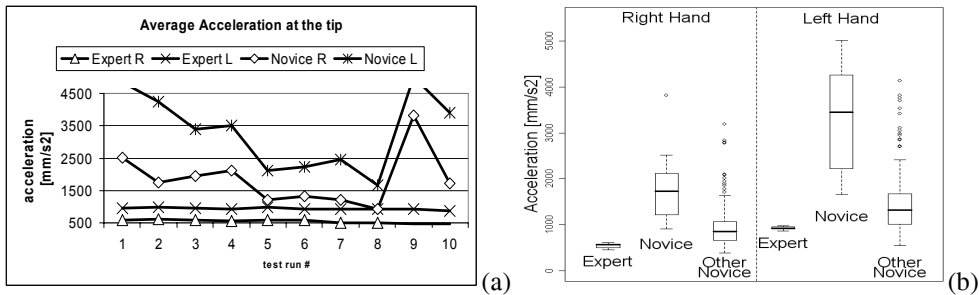 Average Acceleration at the tip
Expert R Expert L Novice R Novice L
acceleration
[mm/s2]
4500
3500
2500
1500
500
1 2 3 4 5 6 7 8 9 10
test run #
(a)
Right Hand Left Hand
Acceleration [mm/s2]
5000
4000
3000
2000
1000
0
Expert
Novice
Other
Novice
Expert
Novice
Other
Novice
(b)